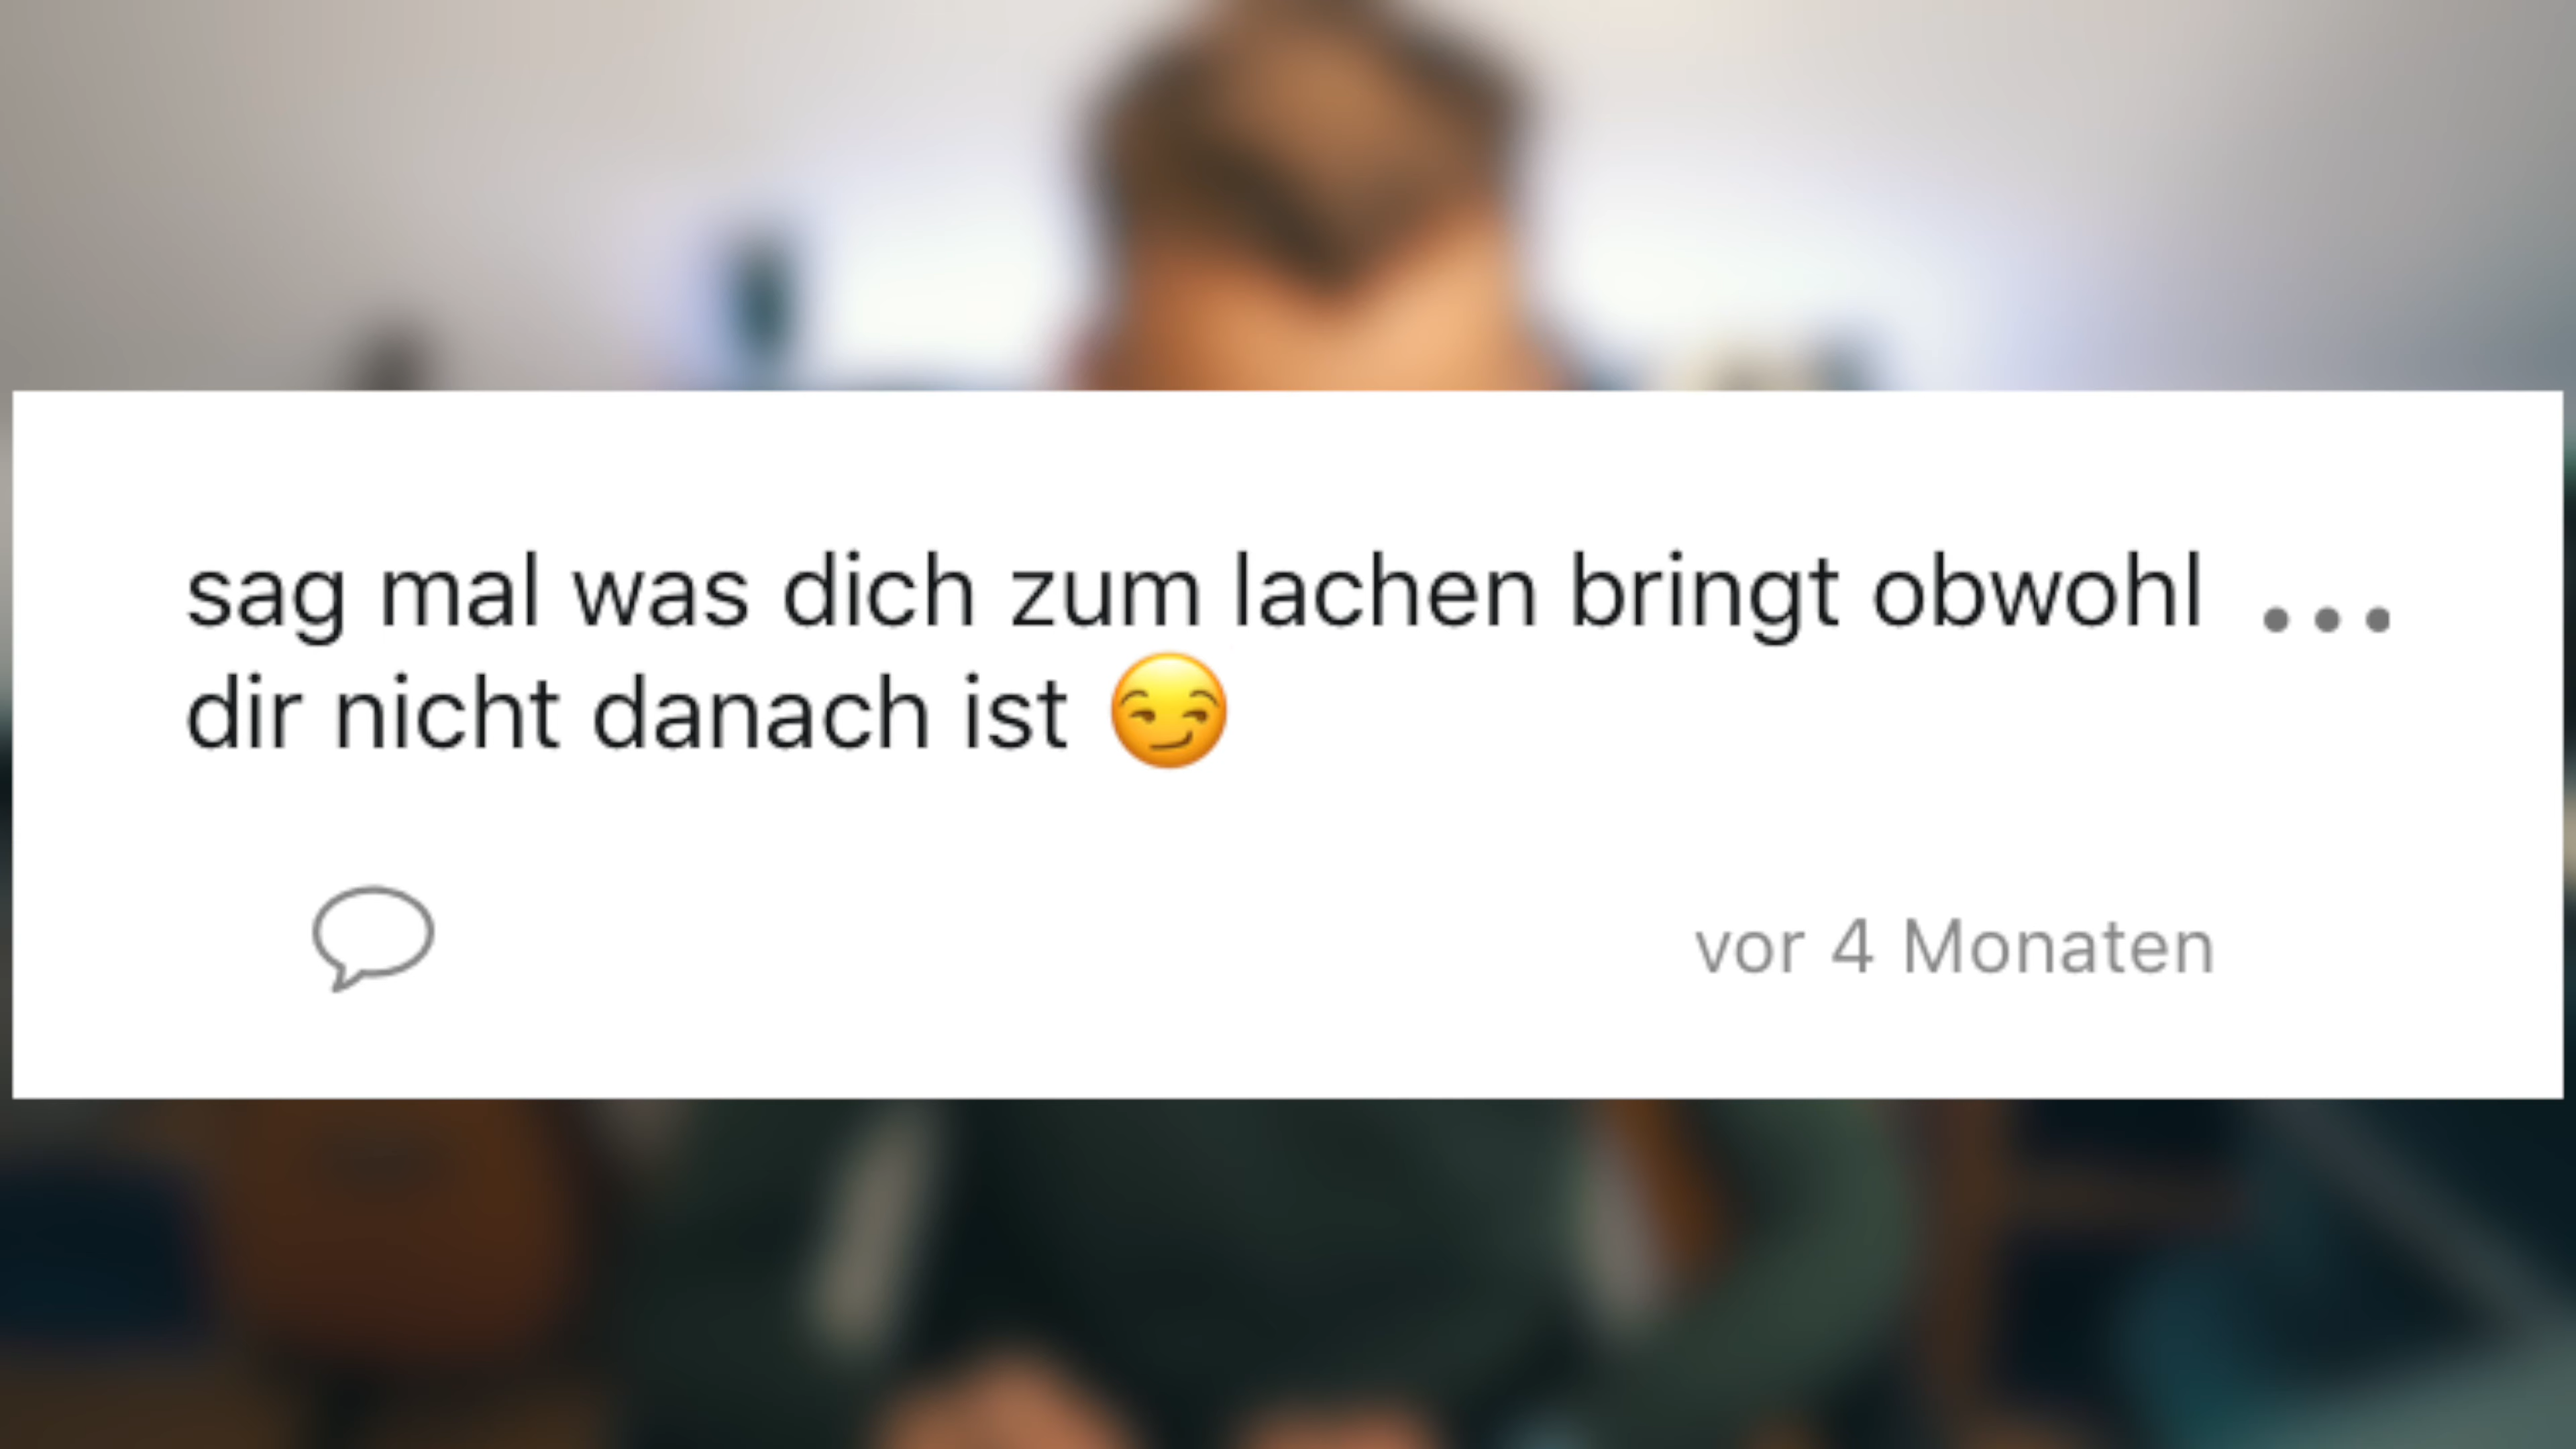 sag mal was dich zum lachen bringt obwohl
dir nicht danach ist 😏
vor 4 Monaten